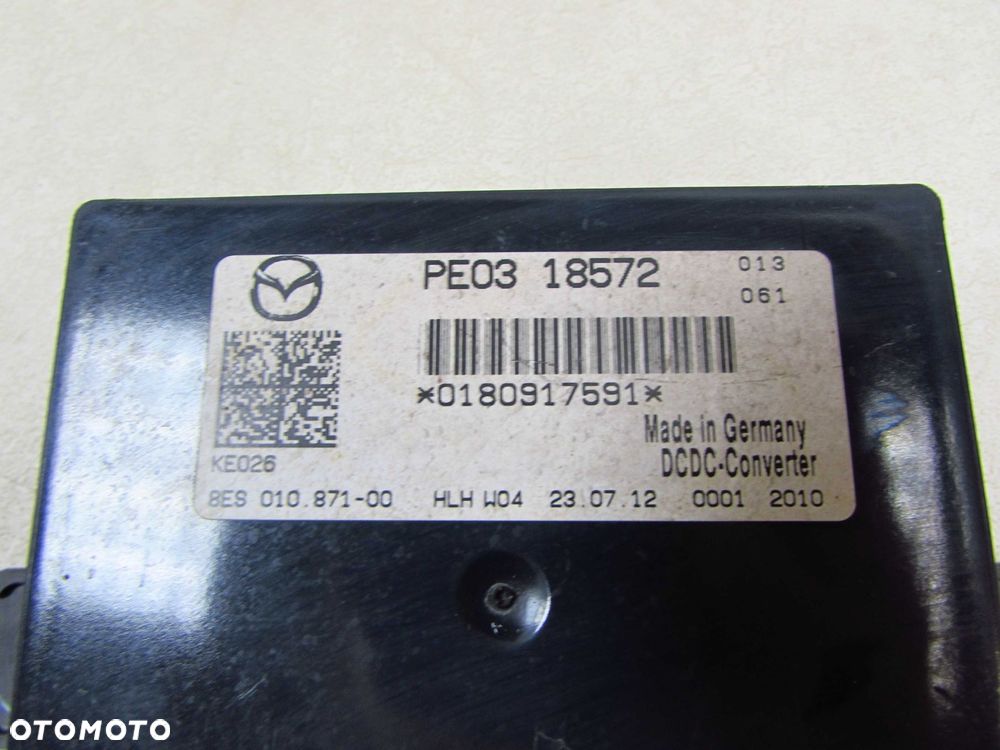 PE03 18572
013
061
*0180917591*
Made in Germany
DCDC-Converter
KE026
8ES 010.871-00 HLH W04 23.07.12 0001 2010
OTOMOTO
OTOMOTO